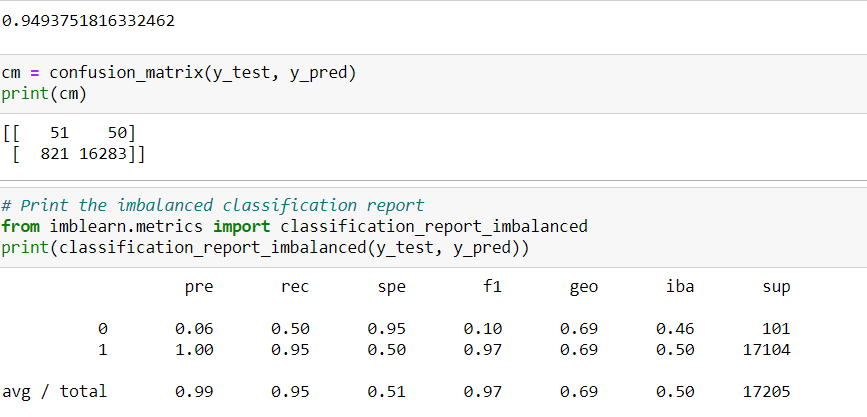 0.9493751816332462
cm = confusion_matrix(y_test, y_pred)
print(cm)
[[   51    50]
 [  821 16283]]
# Print the imbalanced classification report
from imblearn.metrics import classification_report_imbalanced
print(classification_report_imbalanced(y_test, y_pred))
                   pre       rec       spe        f1       geo       iba       sup
          0       0.06      0.50      0.95      0.10      0.69      0.46       101
          1       1.00      0.95      0.50      0.97      0.69      0.50     17104
avg / total       0.99      0.95      0.51      0.97      0.69      0.50     17205